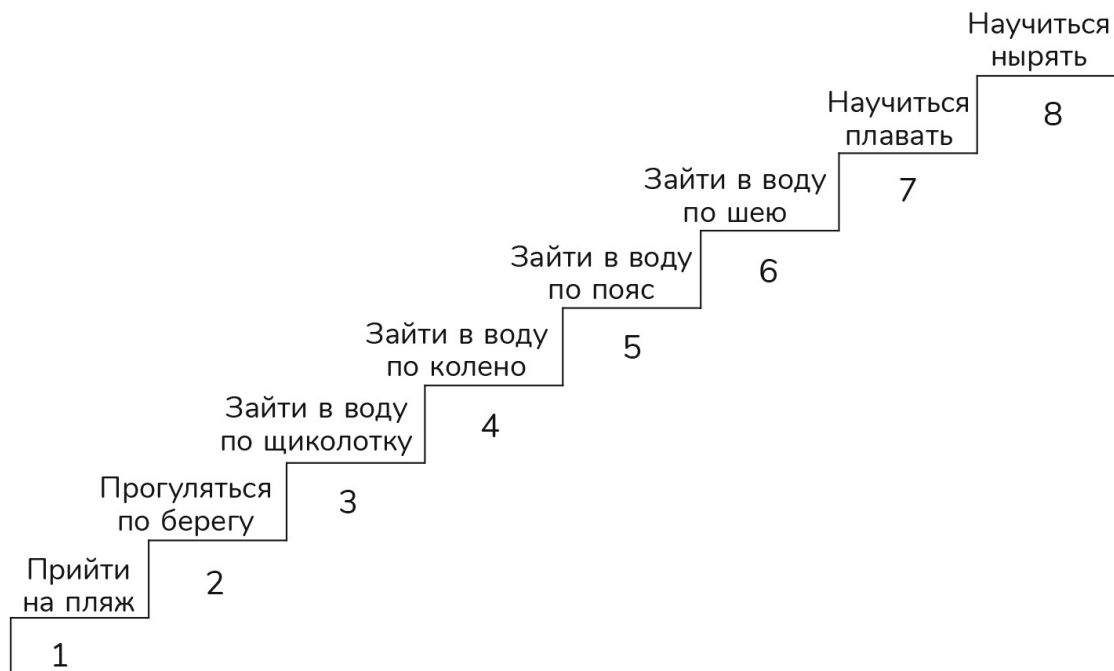 Научиться
нырять
8
Научиться
плавать
7
Зайти в воду
по шею
6
Зайти в воду
по пояс
5
Зайти в воду
по колено
4
Зайти в воду
по щиколотку
3
Прогуляться
по берегу
2
Прийти
на пляж
1